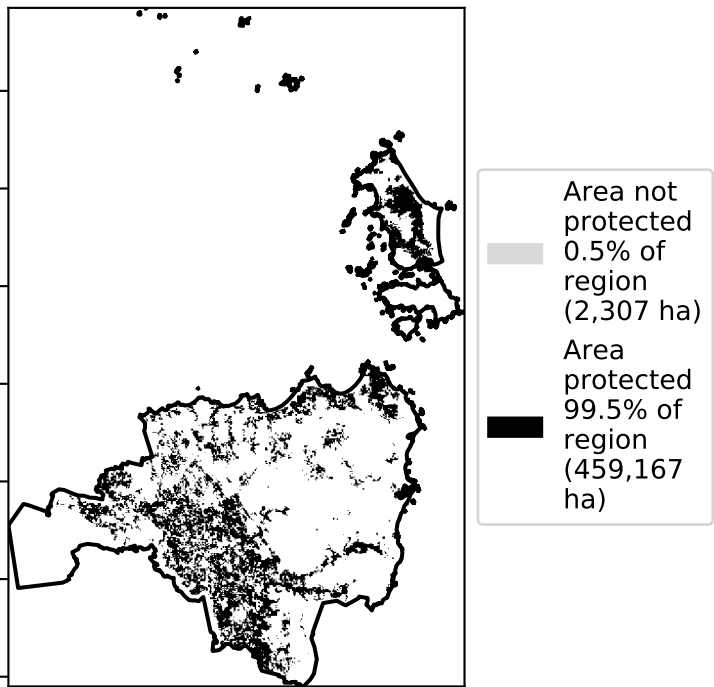 Area not
protected
0.5% of
region
(2,307 ha)
Area
protected
99.5% of
region
(459,167
ha)